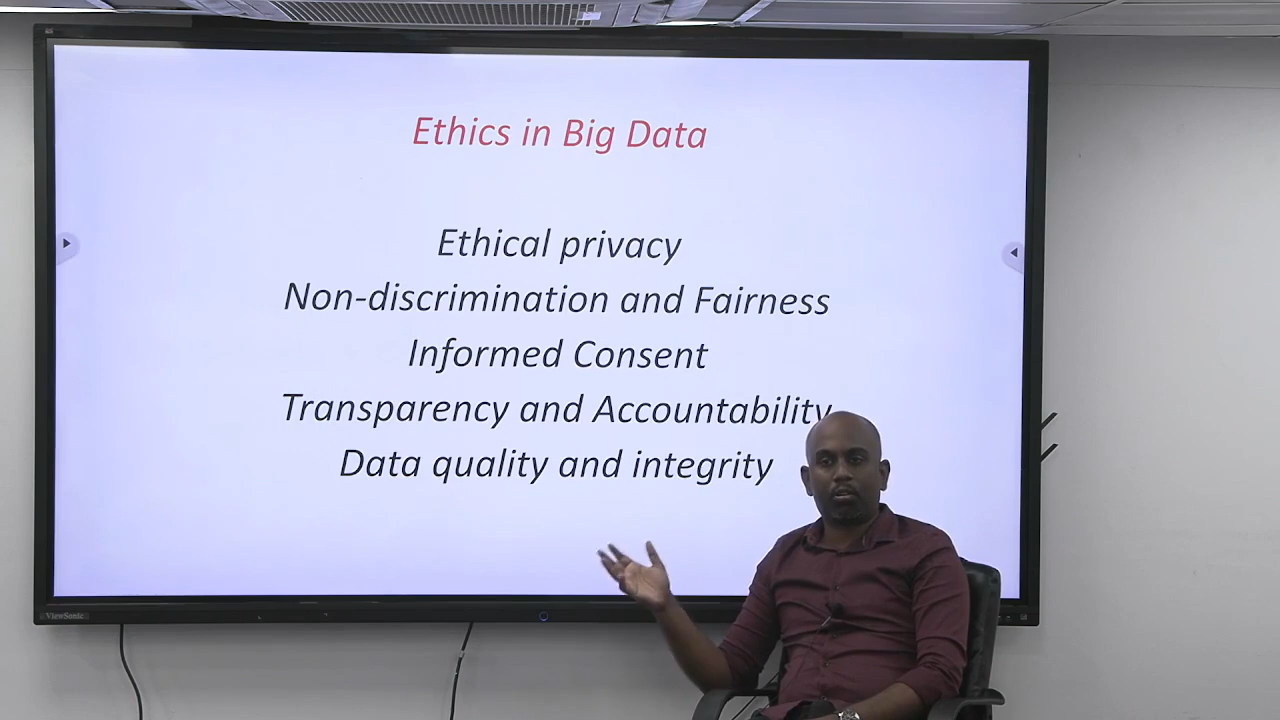 Ethics in Big Data
Ethical privacy
Non-discrimination and Fairness
Informed Consent
Transparency and Accountability
Data quality and integrity
ViewSonic